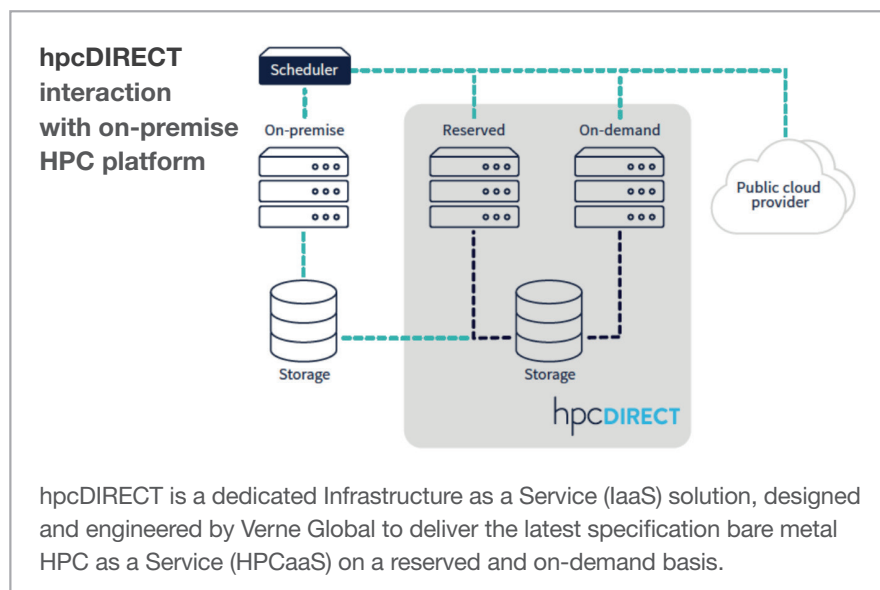 hpcDIRECT
interaction
with on-premise
HPC platform
Scheduler
On-premise
Reserved
On-demand
Public cloud
provider
Storage
Storage
hpcDIRECT
hpcDIRECT is a dedicated Infrastructure as a Service (IaaS) solution, designed
and engineered by Verne Global to deliver the latest specification bare metal
HPC as a Service (HPCaaS) on a reserved and on-demand basis.